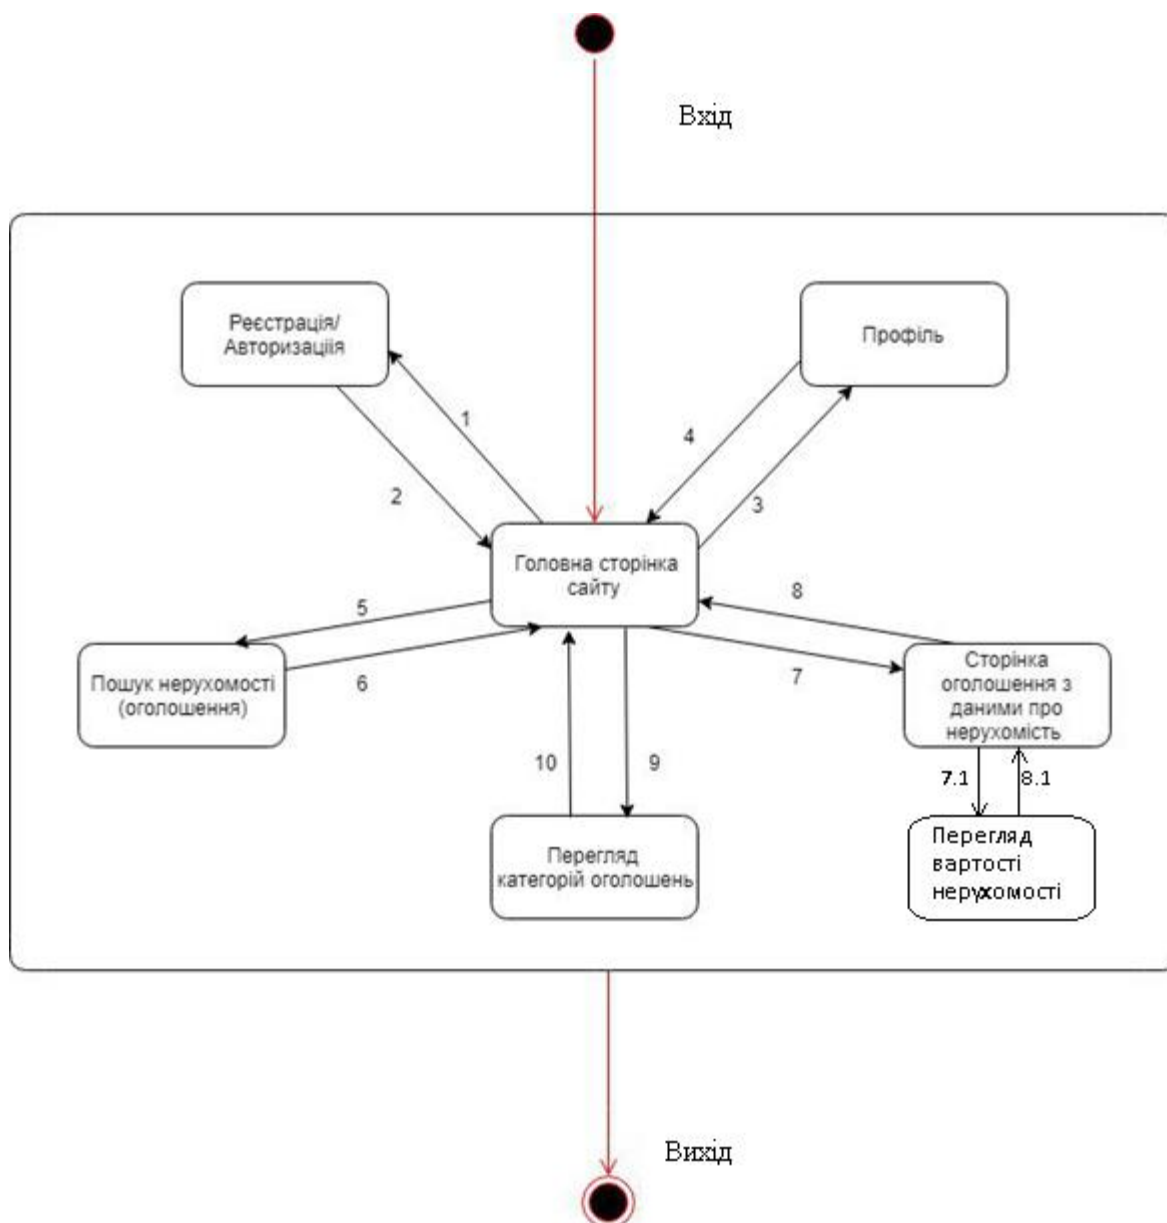 Вхід
Реєстрація/
Авторизаціія
Профіль
1
4
2
3
Головна сторінка
сайту
5
8
Пошук нерухомості
(оголошення)
6
7
Сторінка
оголошення з
даними про
нерухомість
10
9
7.1
8.1
Перегляд
категорій оголошень
Перегляд
вартості
нерухомості
Вихід